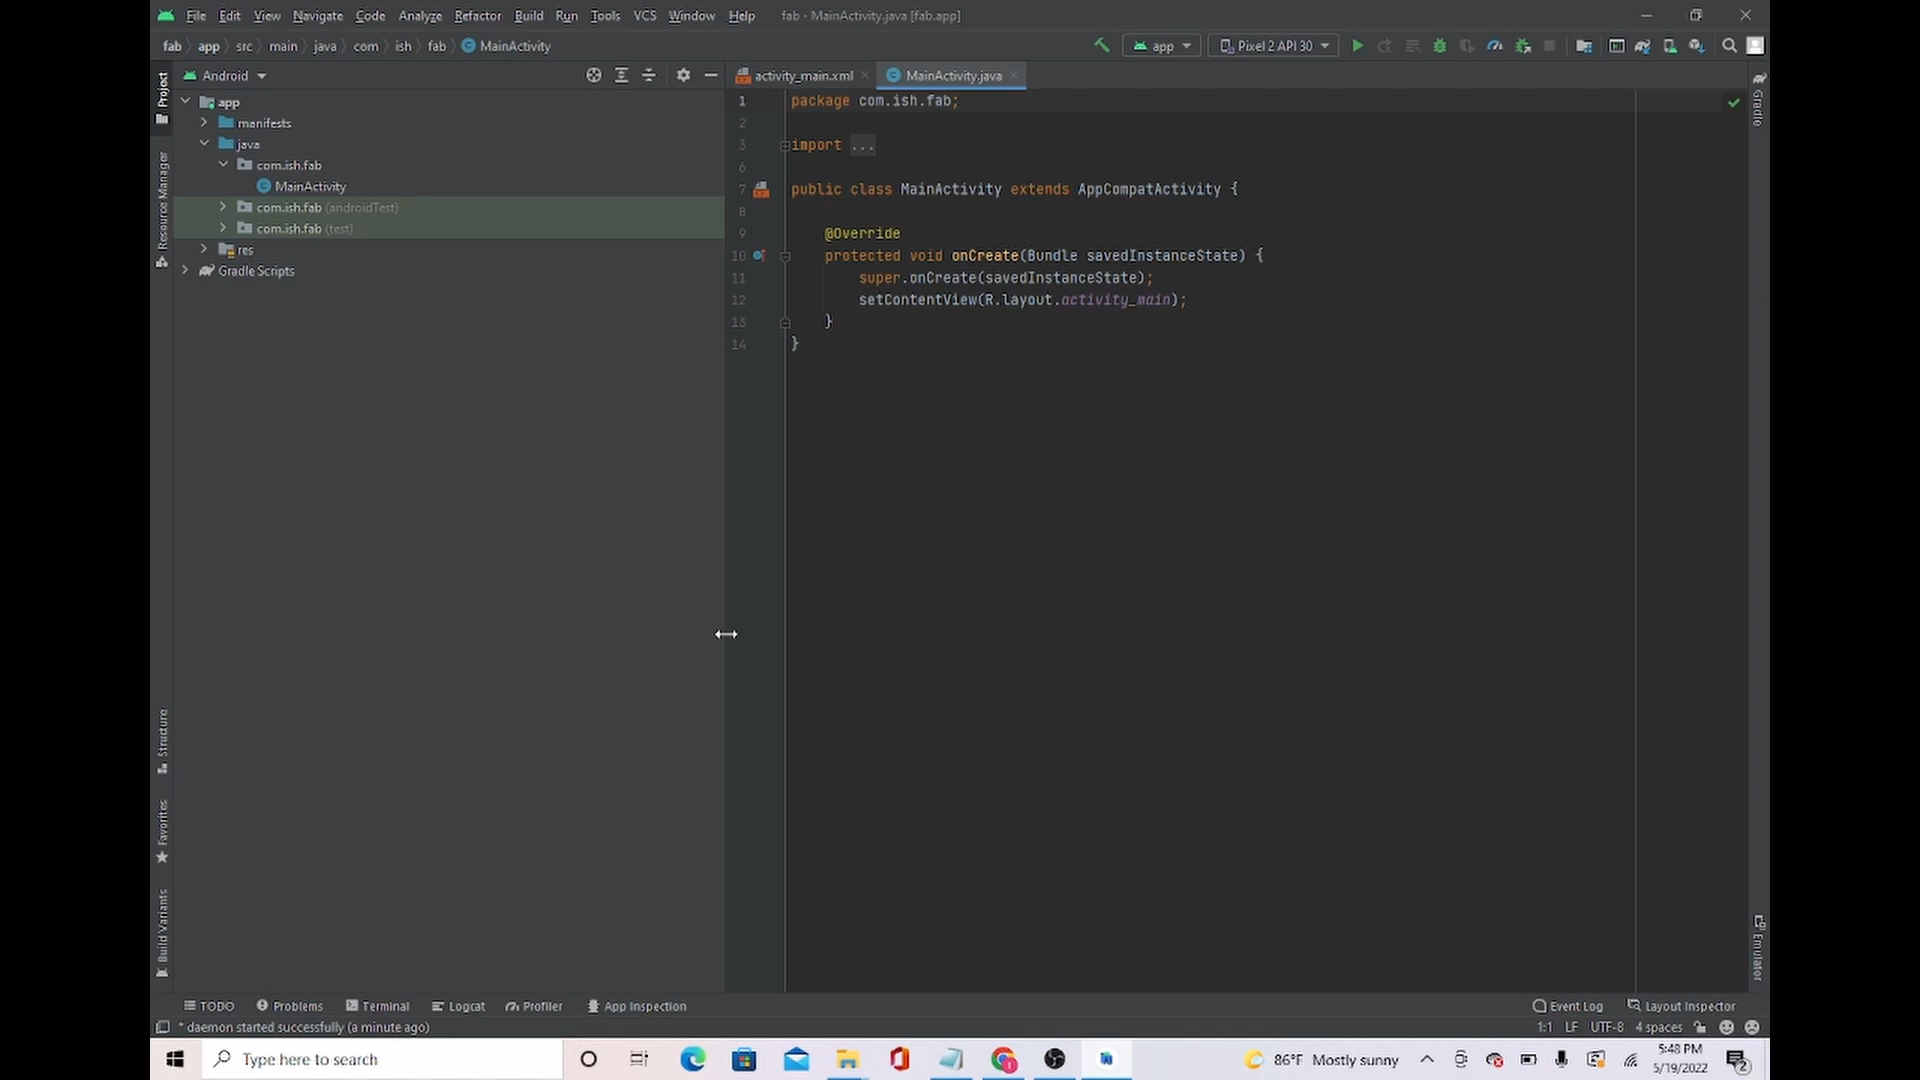 File Edit View Navigate Code Analyze Refactor Build Run Tools VCS Window Help fab - MainActivity.java [fab.app]
fab app src main java com ish fab MainActivity app Pixel 2 API 30
Project
Android
activity_main.xml MainActivity.java
Gradle
app
manifests
java
com.ish.fab
MainActivity
com.ish.fab (androidTest)
com.ish.fab (test)
res
Gradle Scripts
Resource Manager
1 package com.ish.fab;
2
3 import ...
6
7 public class MainActivity extends AppCompatActivity {
8
9 @Override
10 protected void onCreate(Bundle savedInstanceState) {
11 super.onCreate(savedInstanceState);
12 setContentView(R.layout.activity_main);
13 }
14 }
Structure
Favorites
Build Variants
Emulator
TODO Problems Terminal Logcat Profiler App Inspection Event Log Layout Inspector
* daemon started successfully (a minute ago) 1:1 LF UTF-8 4 spaces
Type here to search 86°F Mostly sunny 5:48 PM
5/19/2022 2